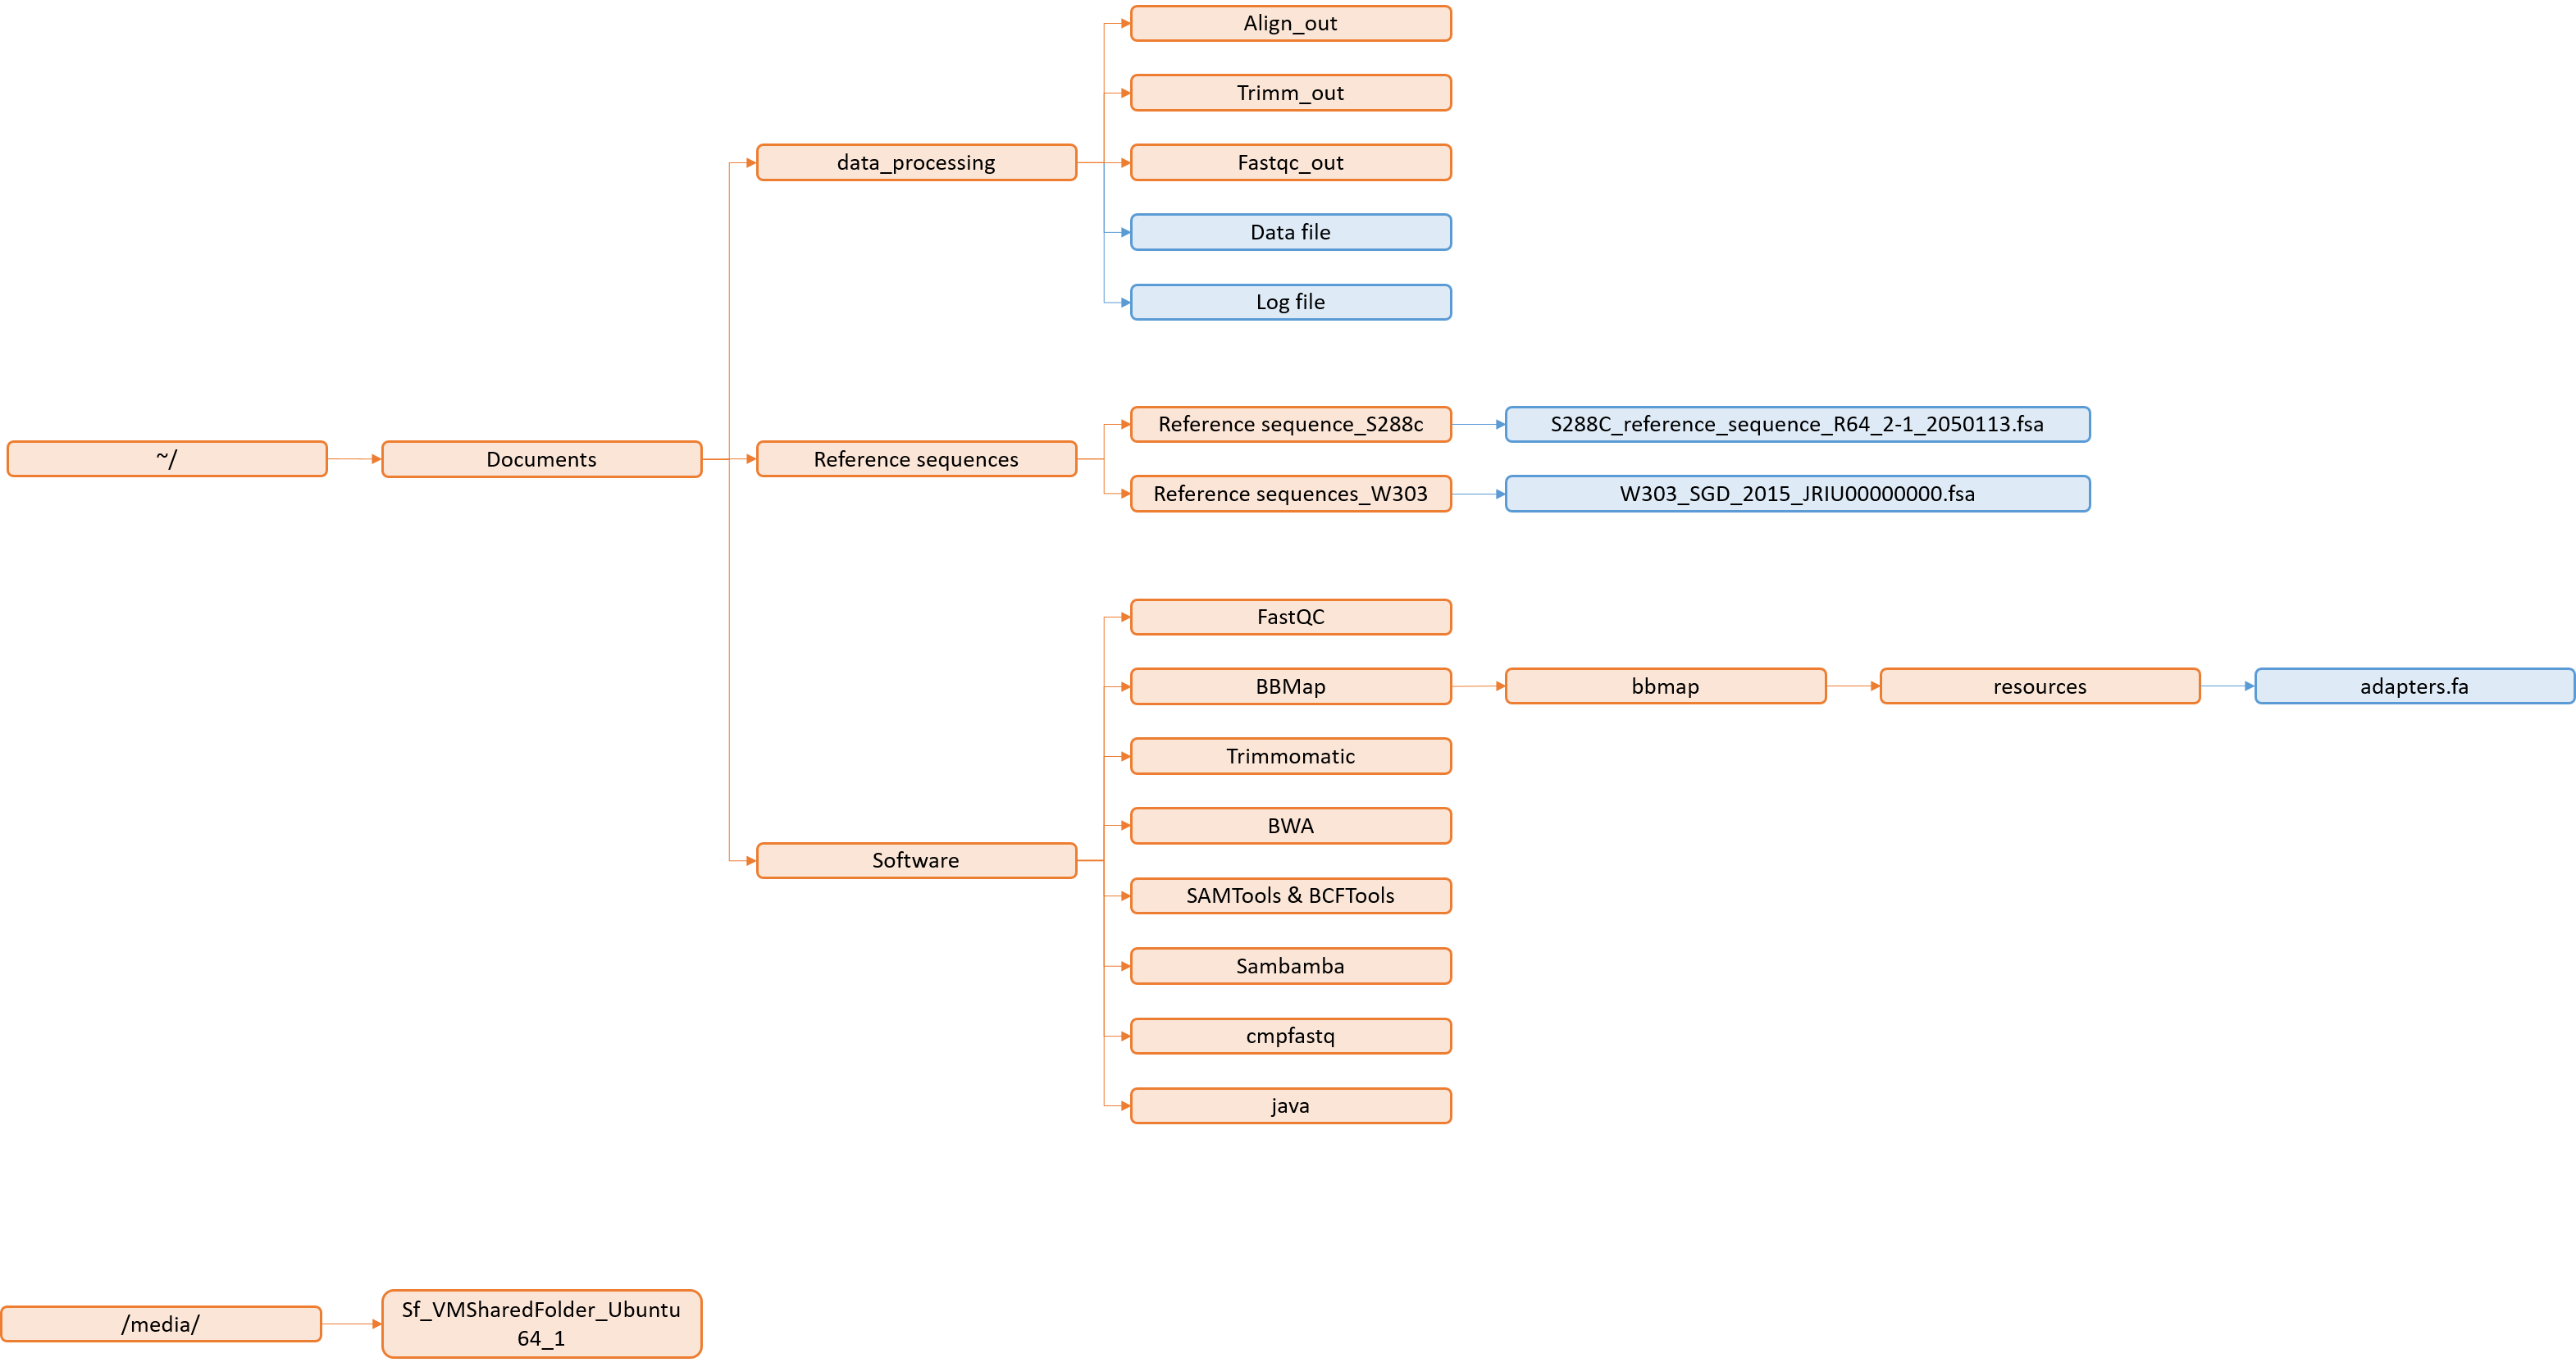 Align_out
Trimm_out
data_processing
Fastqc_out
Data file
Log file
~/
Documents
Reference sequences
Reference sequence_S288c
S288C_reference_sequence_R64_2-1_2050113.fsa
Reference sequences_W303
W303_SGD_2015_JRIU00000000.fsa
FastQC
BBMap
bbmap
resources
adapters.fa
Trimmomatic
BWA
Software
SAMTools & BCFTools
Sambamba
cmpfastq
java
/media/
Sf_VMSharedFolder_Ubuntu
64_1